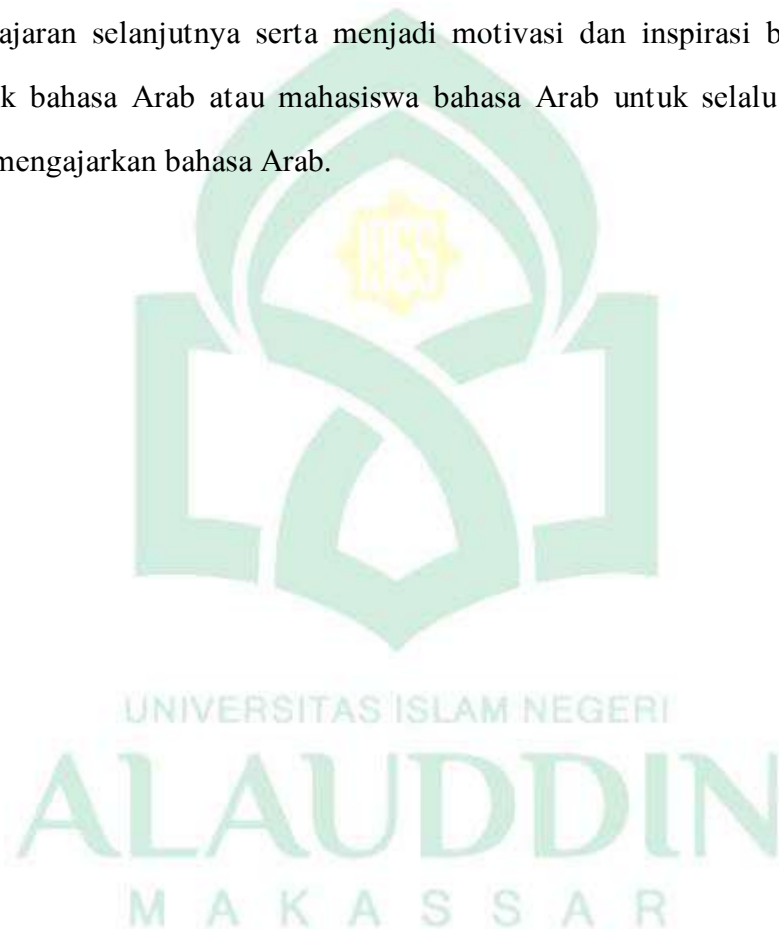 ajaran selanjutnya serta menjadi motivasi dan inspirasi b
k bahasa Arab atau mahasiswa bahasa Arab untuk selalu
mengajarkan bahasa Arab.
UNIVERSITAS ISLAM NEGERI
ALAUDDIN
MAKASSAR